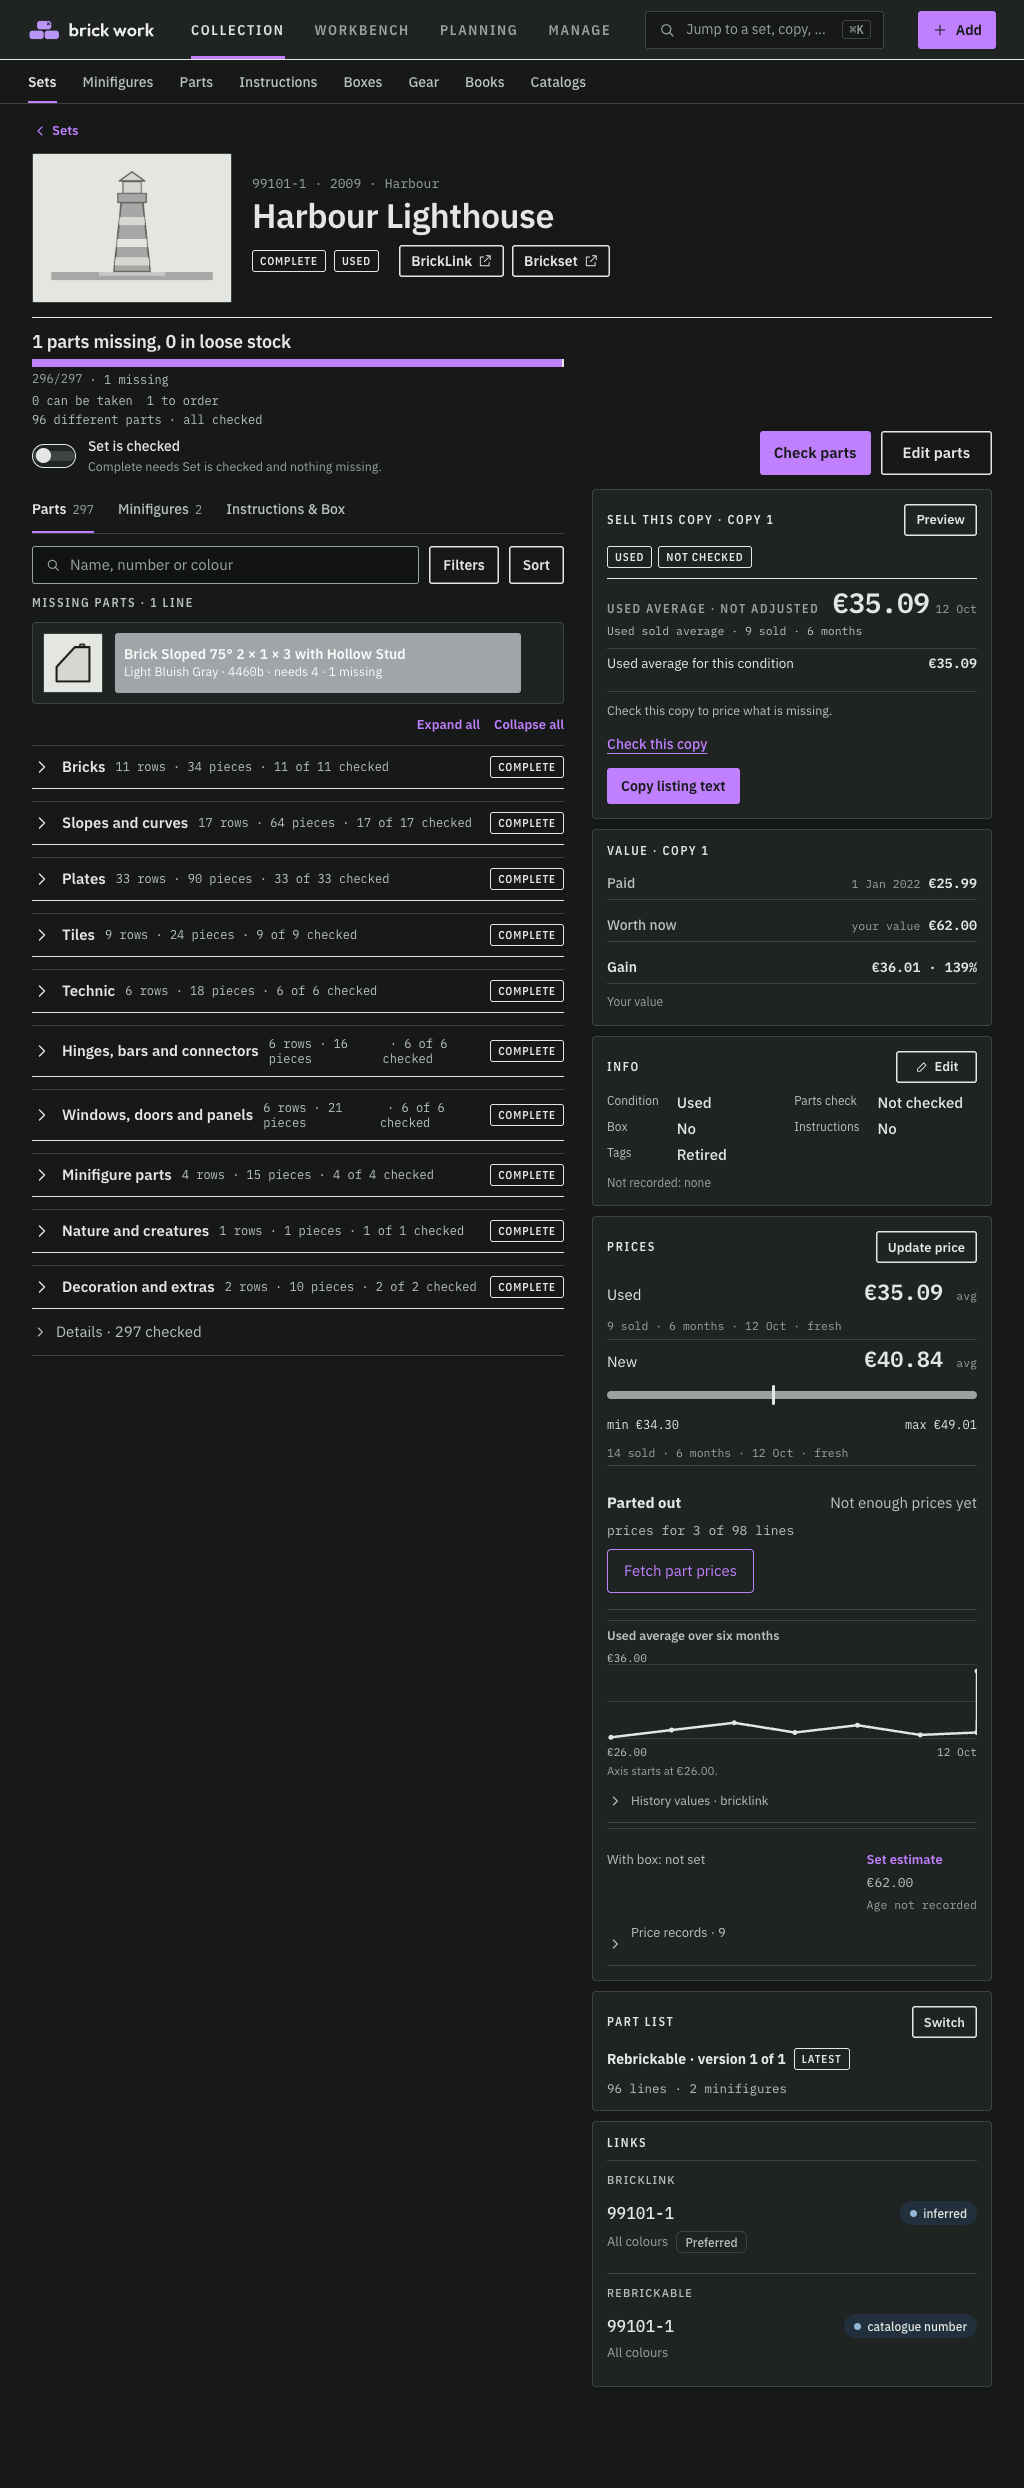 brick work
COLLECTION
WORKBENCH
PLANNING
MANAGE
Jump to a set, copy, ...
⌘K
Add
Sets
Minifigures
Parts
Instructions
Boxes
Gear
Books
Catalogs
Sets
99101-1 · 2009 · Harbour
Harbour Lighthouse
COMPLETE
USED
BrickLink
Brickset
1 parts missing, 0 in loose stock
296/297 · 1 missing
0 can be taken 1 to order
96 different parts · all checked
Set is checked
Complete needs Set is checked and nothing missing.
Check parts
Edit parts
Parts 297
Minifigures 2
Instructions & Box
Name, number or colour
Filters
Sort
MISSING PARTS · 1 LINE
Brick Sloped 75° 2 × 1 × 3 with Hollow Stud
Light Bluish Gray · 4460b · needs 4 · 1 missing
Expand all
Collapse all
Bricks 11 rows · 34 pieces · 11 of 11 checked COMPLETE
Slopes and curves 17 rows · 64 pieces · 17 of 17 checked COMPLETE
Plates 33 rows · 90 pieces · 33 of 33 checked COMPLETE
Tiles 9 rows · 24 pieces · 9 of 9 checked COMPLETE
Technic 6 rows · 18 pieces · 6 of 6 checked COMPLETE
Hinges, bars and connectors 6 rows · 16 pieces · 6 of 6 checked COMPLETE
Windows, doors and panels 6 rows · 21 pieces · 6 of 6 checked COMPLETE
Minifigure parts 4 rows · 15 pieces · 4 of 4 checked COMPLETE
Nature and creatures 1 rows · 1 pieces · 1 of 1 checked COMPLETE
Decoration and extras 2 rows · 10 pieces · 2 of 2 checked COMPLETE
Details · 297 checked
SELL THIS COPY · COPY 1
Preview
USED
NOT CHECKED
USED AVERAGE · NOT ADJUSTED €35.09 12 Oct
Used sold average · 9 sold · 6 months
Used average for this condition €35.09
Check this copy to price what is missing.
Check this copy
Copy listing text
VALUE · COPY 1
Paid 1 Jan 2022 €25.99
Worth now your value €62.00
Gain €36.01 · 139%
Your value
INFO
Edit
Condition Used
Parts check Not checked
Box No
Instructions No
Tags Retired
Not recorded: none
PRICES
Update price
Used €35.09 avg
9 sold · 6 months · 12 Oct · fresh
New €40.84 avg
min €34.30 max €49.01
14 sold · 6 months · 12 Oct · fresh
Parted out Not enough prices yet
prices for 3 of 98 lines
Fetch part prices
Used average over six months
€36.00
€26.00 12 Oct
Axis starts at €26.00.
History values · bricklink
With box: not set
Set estimate
€62.00
Age not recorded
Price records · 9
PART LIST
Switch
Rebrickable · version 1 of 1 LATEST
96 lines · 2 minifigures
LINKS
BRICKLINK
99101-1 inferred
All colours Preferred
REBRICKABLE
99101-1 catalogue number
All colours